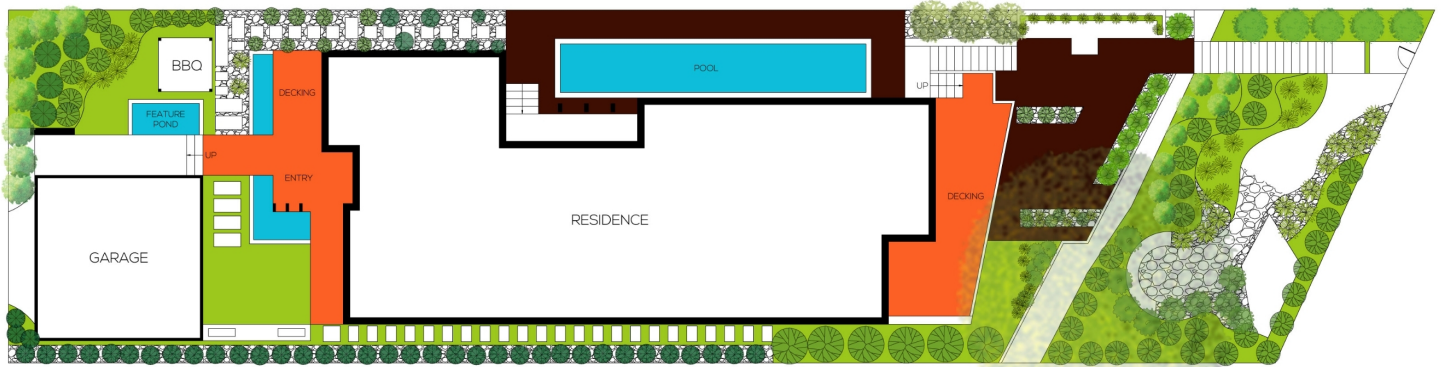 BBQ
POOL
UP
DECKING
FEATURE
POND
UP
ENTRY
DECKING
RESIDENCE
GARAGE